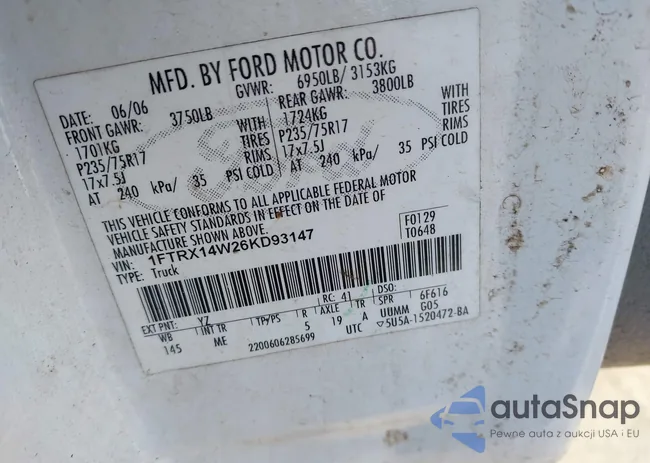 MFD. BY FORD MOTOR CO.
DATE: 06/06 GVWR: 6950LB/ 3153KG
FRONT GAWR: 3750LB REAR GAWR: 3800LB
1701KG WITH 1724KG WITH
P235/75R17 TIRES P235/75R17 TIRES
17x7.5J RIMS 17x7.5J RIMS
AT 240 kPa/ 35 PSI COLD AT 240 kPa/ 35 PSI COLD
THIS VEHICLE CONFORMS TO ALL APPLICABLE FEDERAL MOTOR
VEHICLE SAFETY STANDARDS IN EFFECT ON THE DATE OF
MANUFACTURE SHOWN ABOVE.
VIN: 1FTRX14W26KD93147 F0129
TYPE: Truck T0648
EXT PNT: YZ RC: 41 DSO:
WB INT TR TP/PS R AXLE TR SPR 6F616
145 ME 5 19 A UUMM G05
2200606285699 UTC ▽5U5A-1520472-BA
autaSnap
Pewne auta z aukcji USA i EU